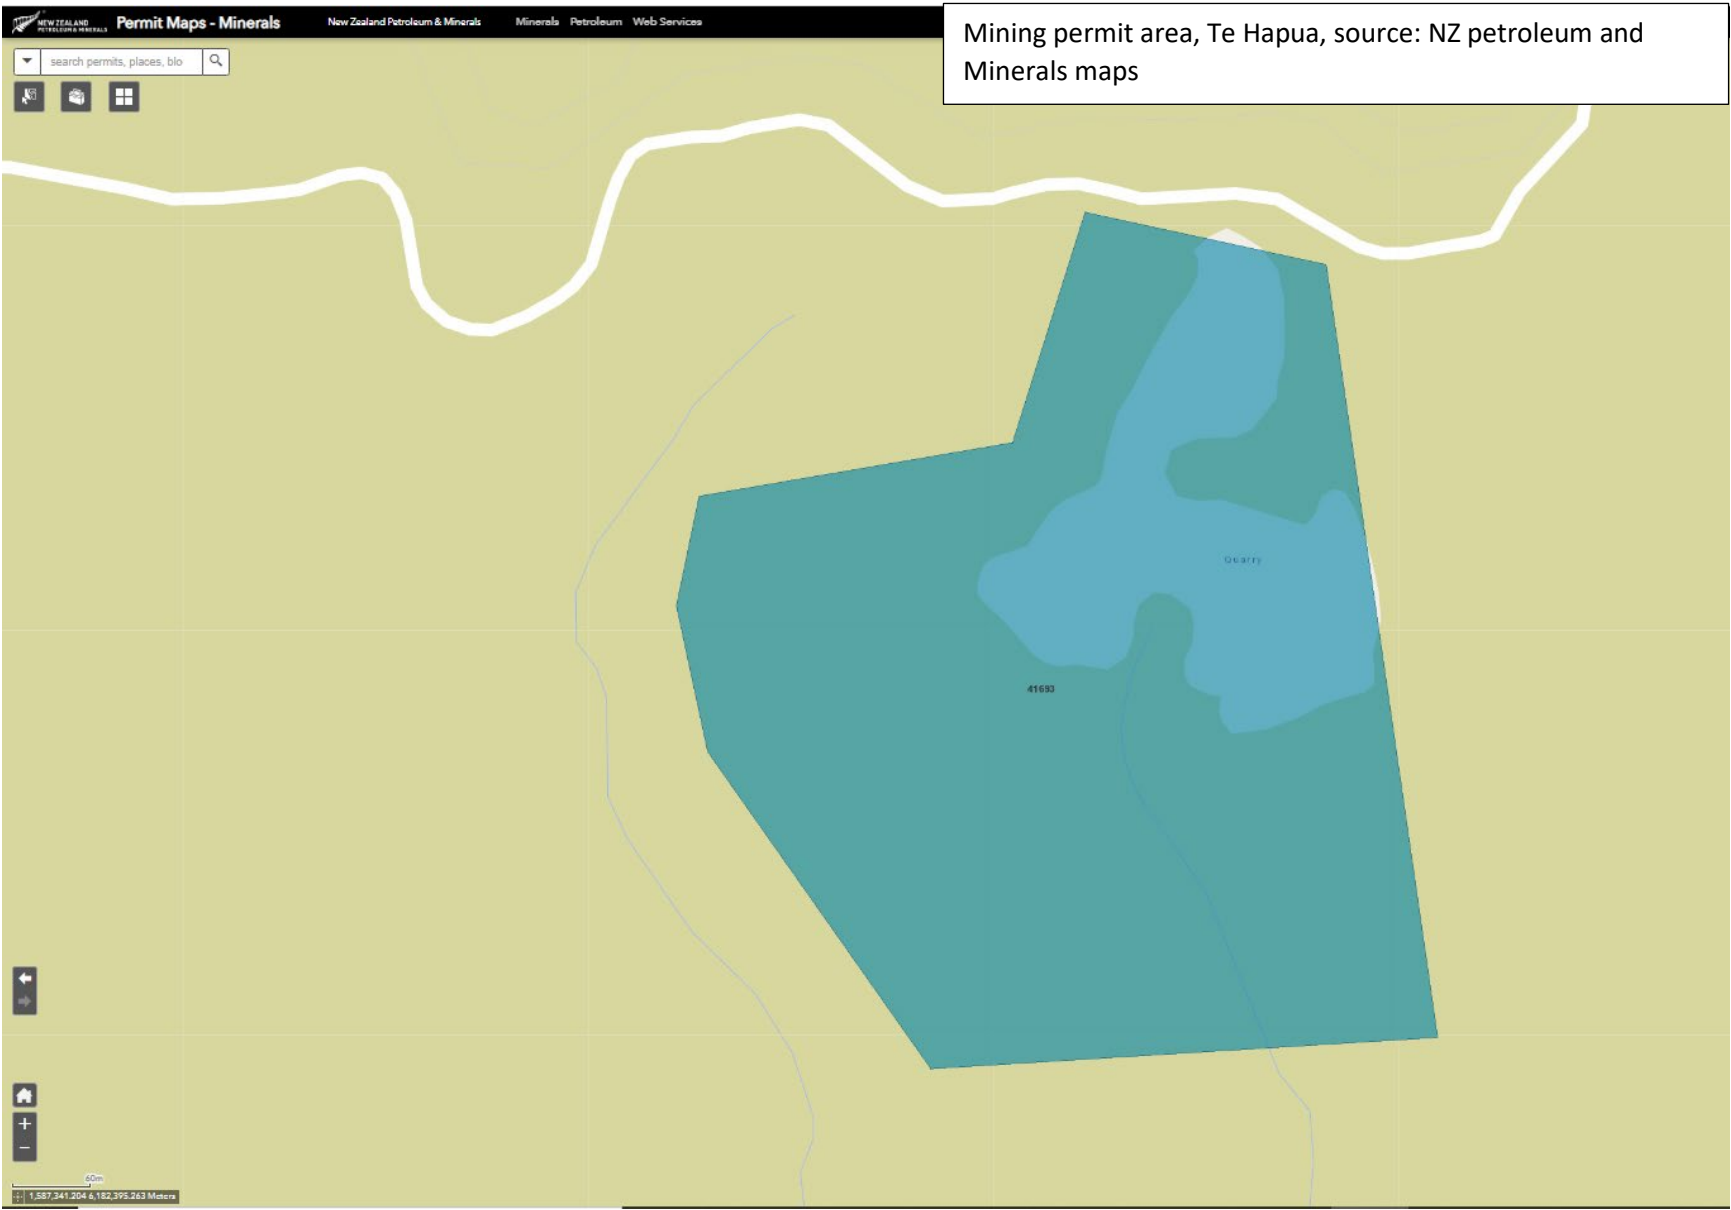 NEW ZEALAND
PETROLEUM & MINERALS
Permit Maps - Minerals
New Zealand Petroleum & Minerals
Minerals Petroleum Web Services
Mining permit area, Te Hapua, source: NZ petroleum and
Minerals maps
search permits, places, blo
Quarry
41693
+
−
60m
1,587,341.204 6,182,395.263 Meters